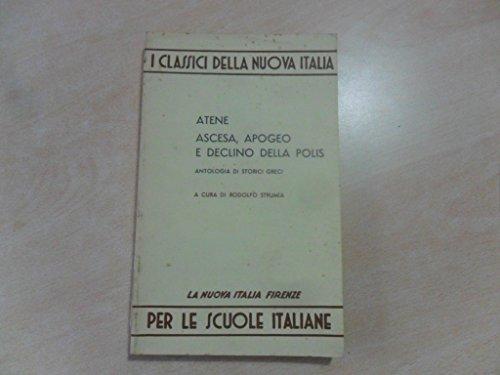 I CLASSICI DELLA NUOVA ITALIA
ATENE
ASCESA, APOGEO
E DECLINO DELLA POLIS
ANTOLOGIA DI STORICI GRECI
A CURA DI RODOLFO STRUMIA
LA NUOVA ITALIA FIRENZE
PER LE SCUOLE ITALIANE